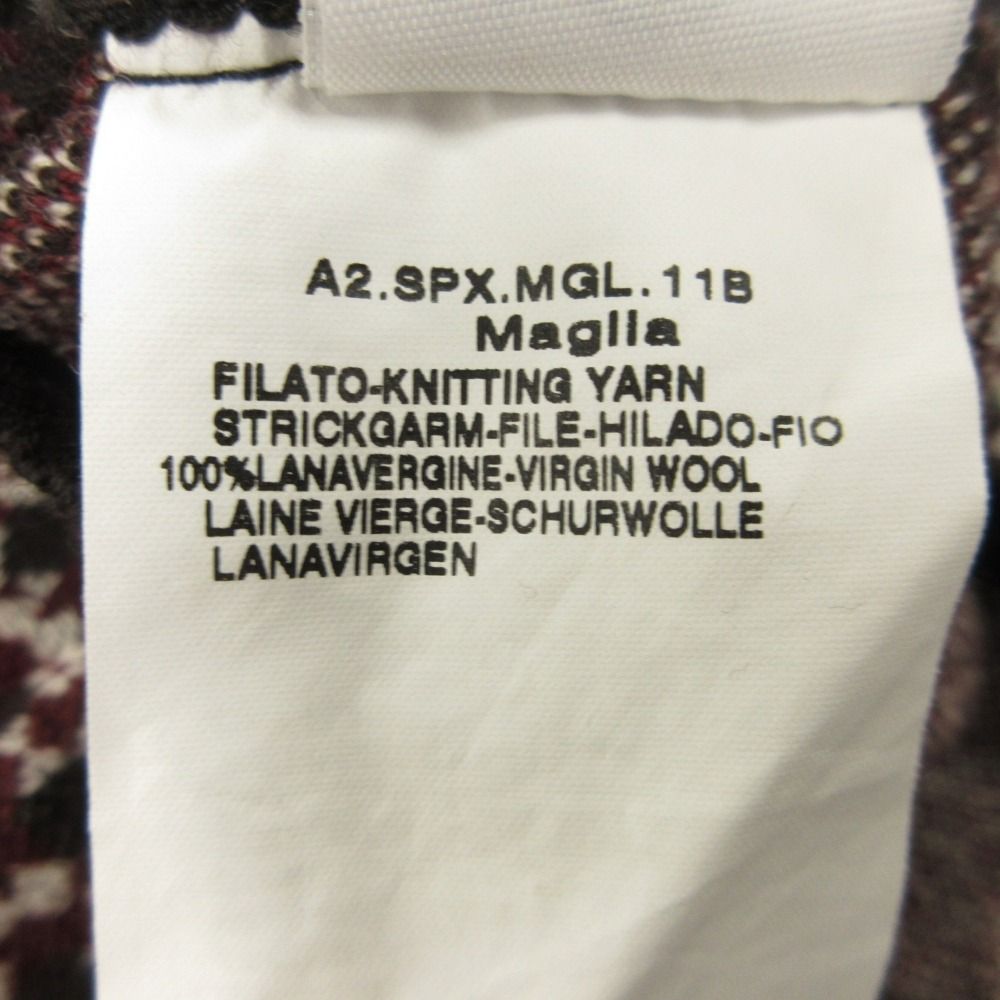 A2.SPX.MGL.11B
Maglia
FILATO-KNITTING YARN
STRICKGARM-FILE-HILADO-FIO
100%LANAVERGINE-VIRGIN WOOL
LAINE VIERGE-SCHURWOLLE
LANAVIRGEN